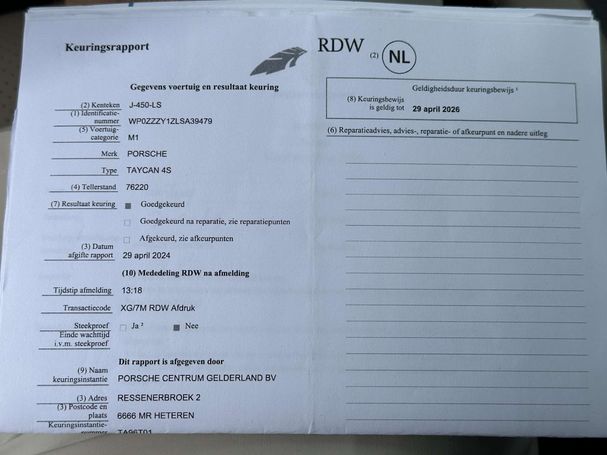 Keuringsrapport
RDW (2) NL
Gegevens voertuig en resultaat keuring
(2) Kenteken J-450-LS
(1) Identificatie-
nummer WP0ZZZY1ZLSA39479
(5) Voertuig-
categorie M1
Merk PORSCHE
Type TAYCAN 4S
(4) Tellerstand 76220
(7) Resultaat keuring Goedgekeurd
Goedgekeurd na reparatie, zie reparatiepunten
Afgekeurd, zie afkeurpunten
(3) Datum
afgifte rapport 29 april 2024
(10) Mededeling RDW na afmelding
Tijdstip afmelding 13:18
Transactiecode XG/7M RDW Afdruk
Steekproef Ja ² Nee
Einde wachttijd
i.v.m. steekproef
Dit rapport is afgegeven door
(9) Naam
keuringsinstantie PORSCHE CENTRUM GELDERLAND BV
(3) Adres RESSENERBROEK 2
(3) Postcode en
plaats 6666 MR HETEREN
Keuringsinstantie-
nummer TA96T01
Geldigheidsduur keuringsbewijs ¹
(8) Keuringsbewijs
is geldig tot 29 april 2026
(6) Reparatieadvies, advies-, reparatie- of afkeurpunt en nadere uitleg